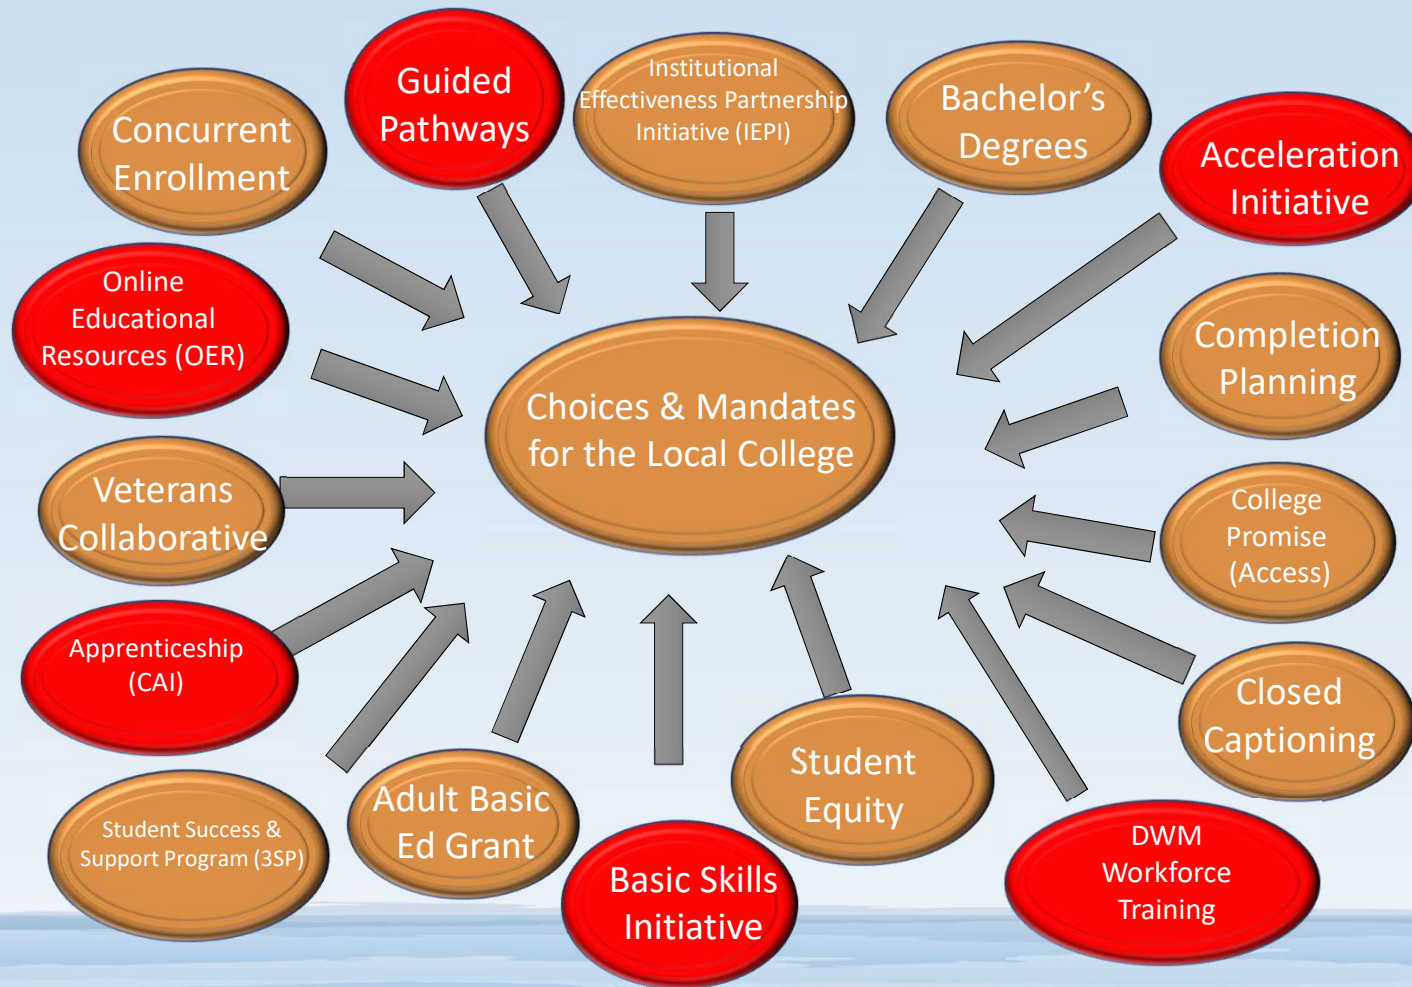 Concurrent
Enrollment
Guided
Pathways
Institutional
Effectiveness Partnership
Initiative (IEPI)
Bachelor’s
Degrees
Acceleration
Initiative
Online
Educational
Resources (OER)
Completion
Planning
Choices & Mandates
for the Local College
Veterans
Collaborative
College
Promise
(Access)
Apprenticeship
(CAI)
Closed
Captioning
Student Success &
Support Program (3SP)
Adult Basic
Ed Grant
Basic Skills
Initiative
Student
Equity
DWM
Workforce
Training